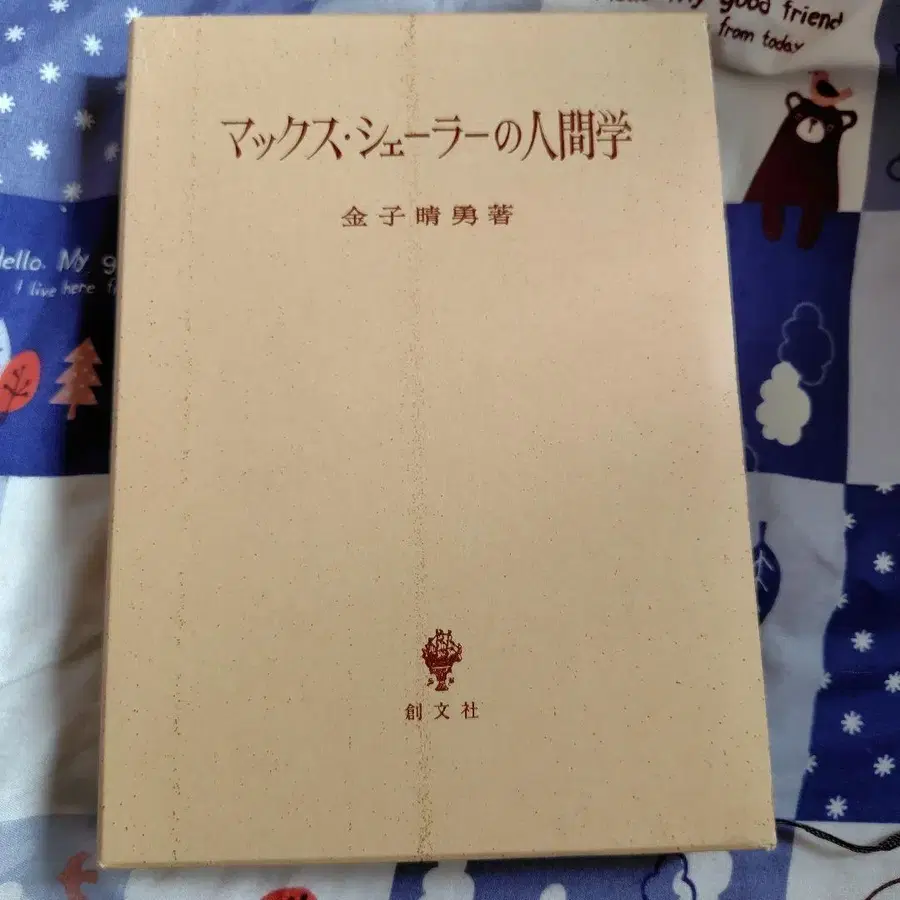 my good friend
from today
マックス・シェーラーの人間学
金子晴勇著
Hello. My g
I live here
創文社